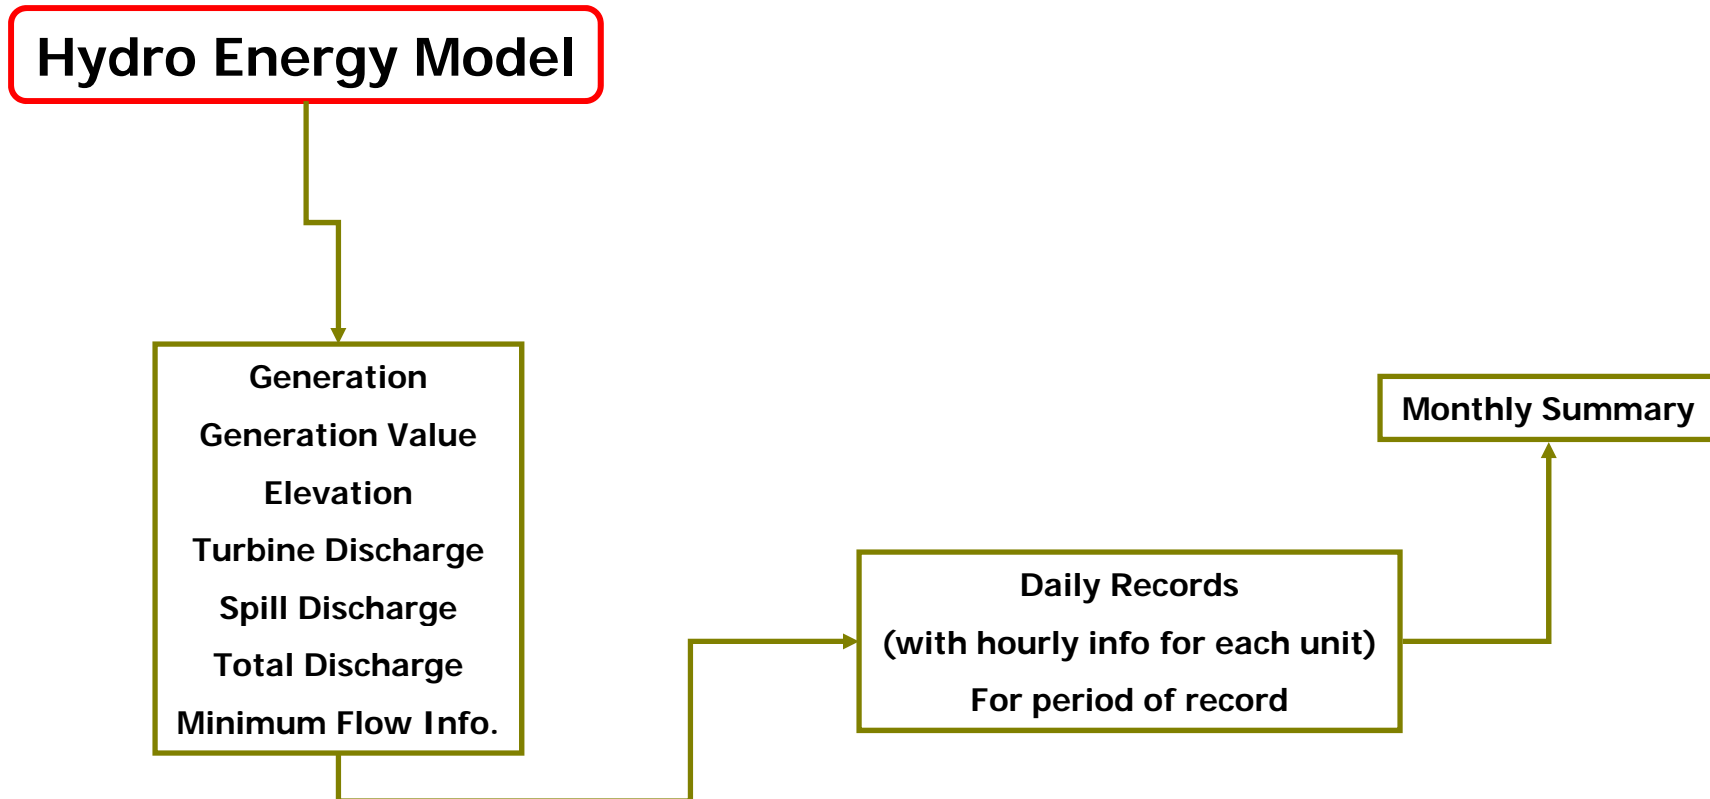 Hydro Energy Model
Generation
Generation Value
Elevation
Turbine Discharge
Spill Discharge
Total Discharge
Minimum Flow Info.
Daily Records
(with hourly info for each unit)
For period of record
Monthly Summary